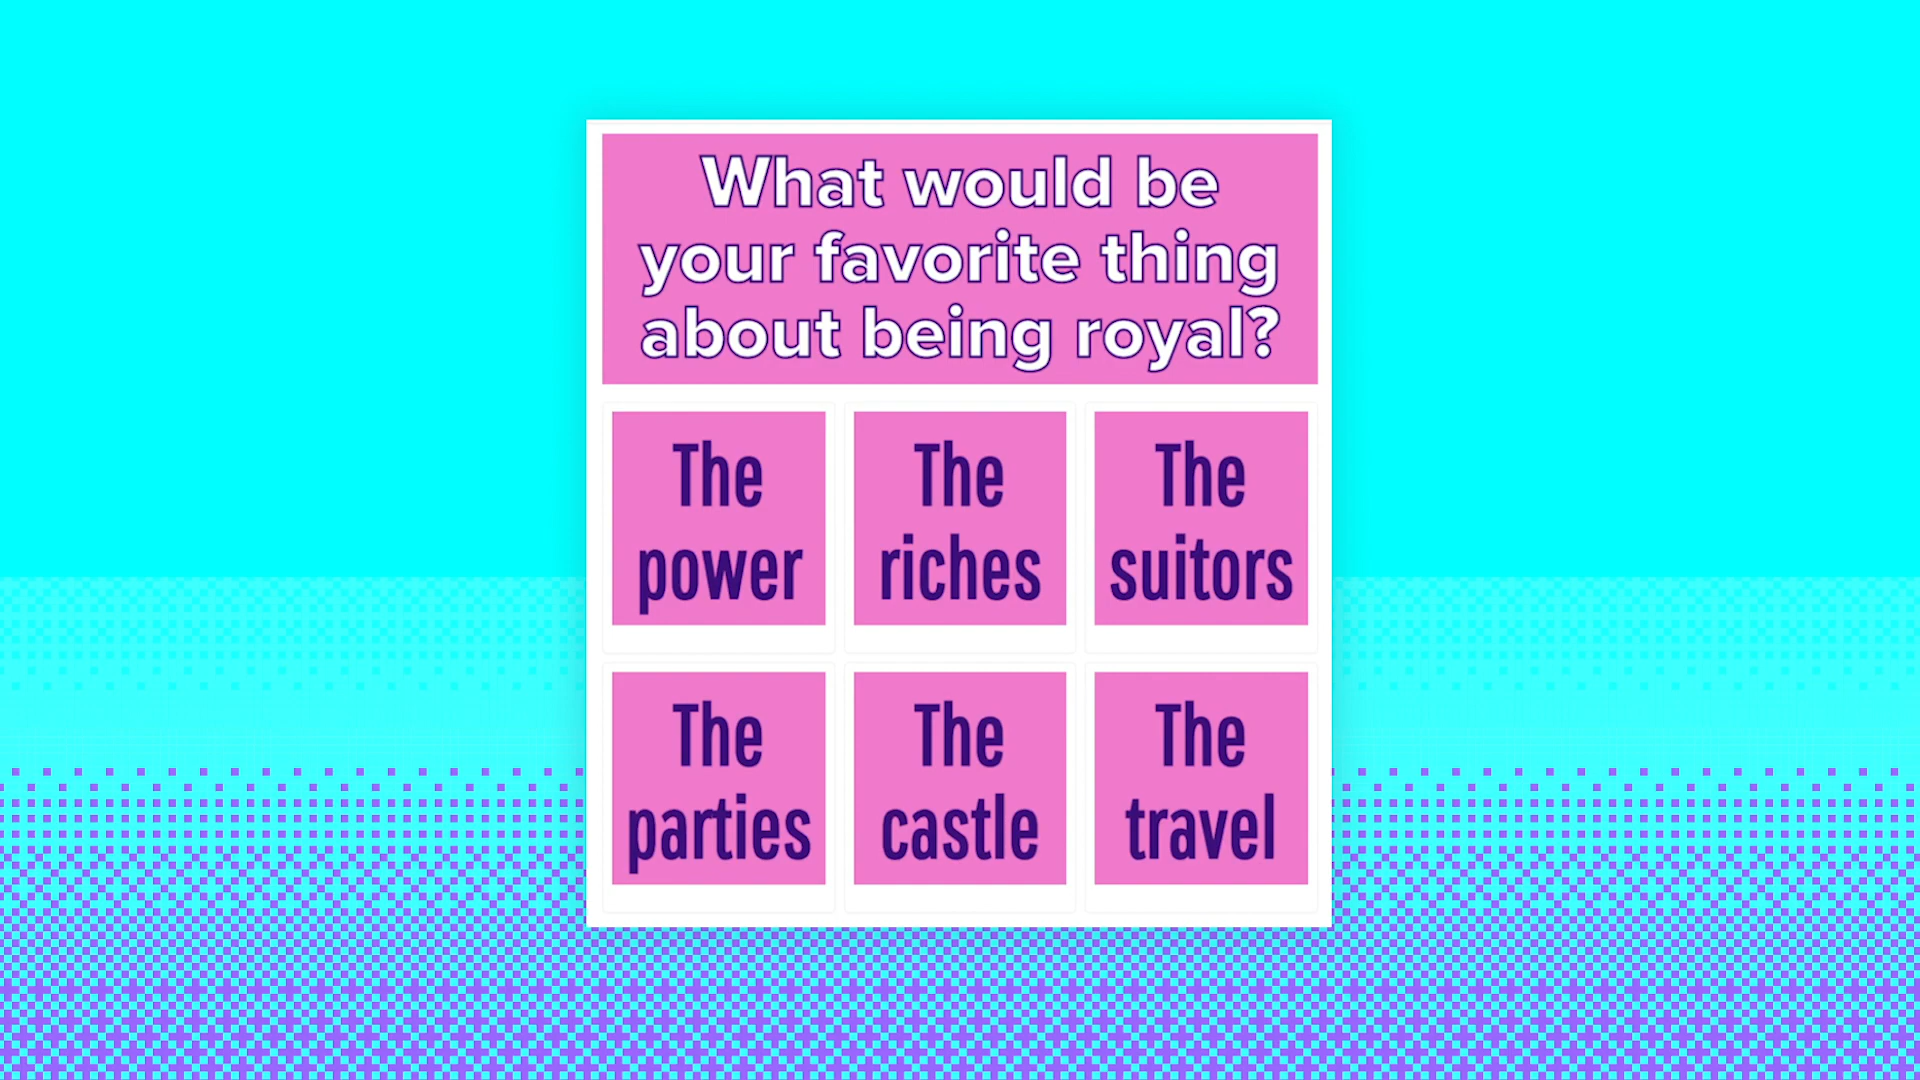 What would be
your favorite thing
about being royal?
The
power
The
riches
The
suitors
The
parties
The
castle
The
travel